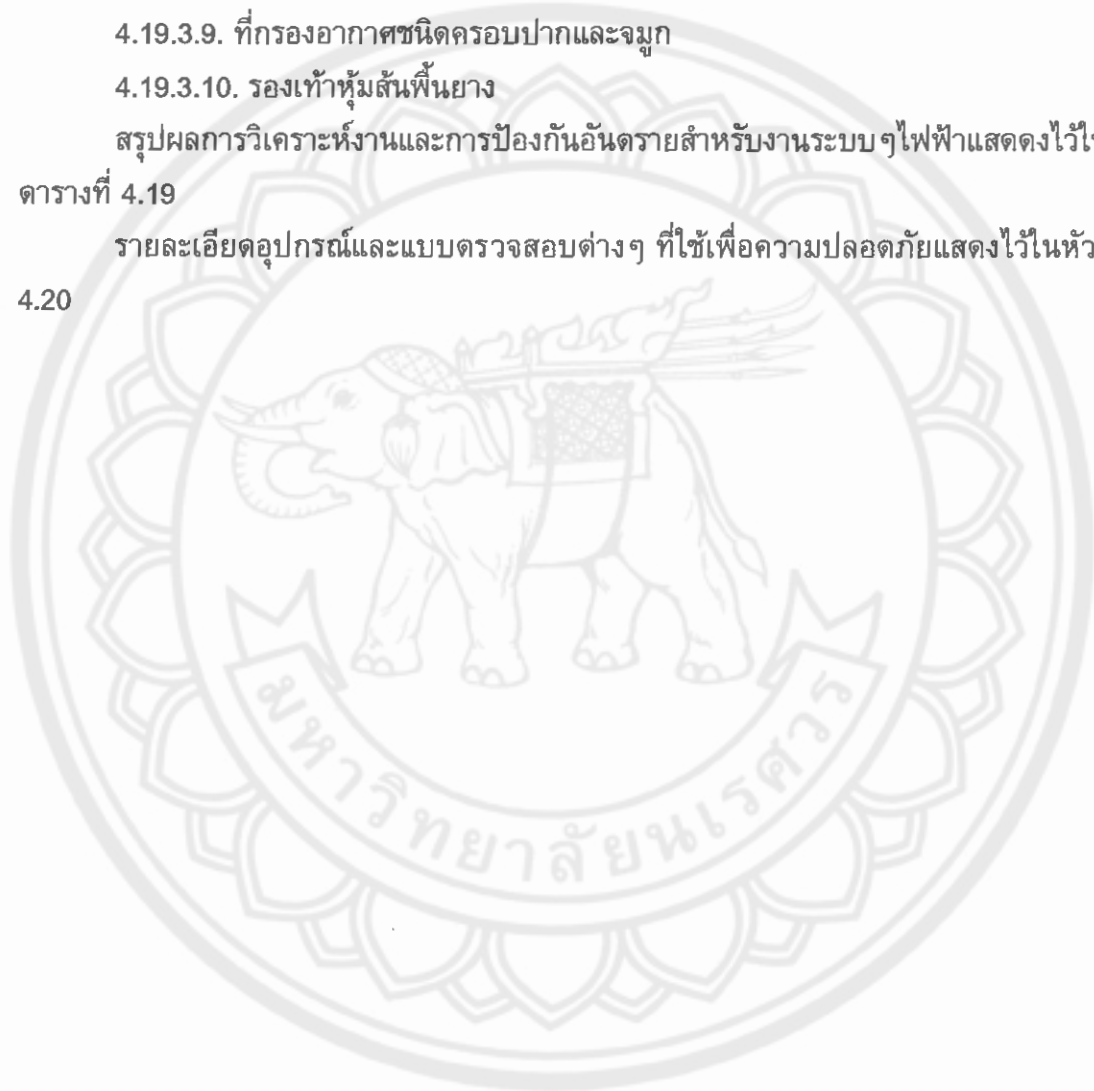 4.19.3.9. ที่กรองอากาศชนิดครอบปากและจมูก
4.19.3.10. รองเท้าหุ้มส้นพื้นยาง
สรุปผลการวิเคราะห์งานและการป้องกันอันตรายสำหรับงานระบบๆไฟฟ้าแสดดงไว้ใ
ตารางที่ 4.19
รายละเอียดอุปกรณ์และแบบตรวจสอบต่างๆ ที่ใช้เพื่อความปลอดภัยแสดงไว้ในหัว
4.20
มหาวิทยาลัยนเรศวร